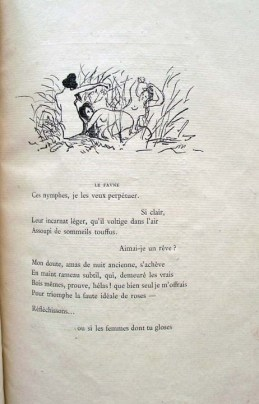 LE FAVNE
Ces nymphes, je les veux perpétuer.
Si clair,
Leur incarnat léger, qu'il voltige dans l'air
Assoupi de sommeils touffus.
Aimai-je un rêve ?
Mon doute, amas de nuit ancienne, s'achève
En maint rameau subtil, qui, demeuré les vrais
Bois mêmes, prouve, hélas ! que bien seul je m'offrais
Pour triomphe la faute idéale de roses —
Réfléchissons...
ou si les femmes dont tu gloses